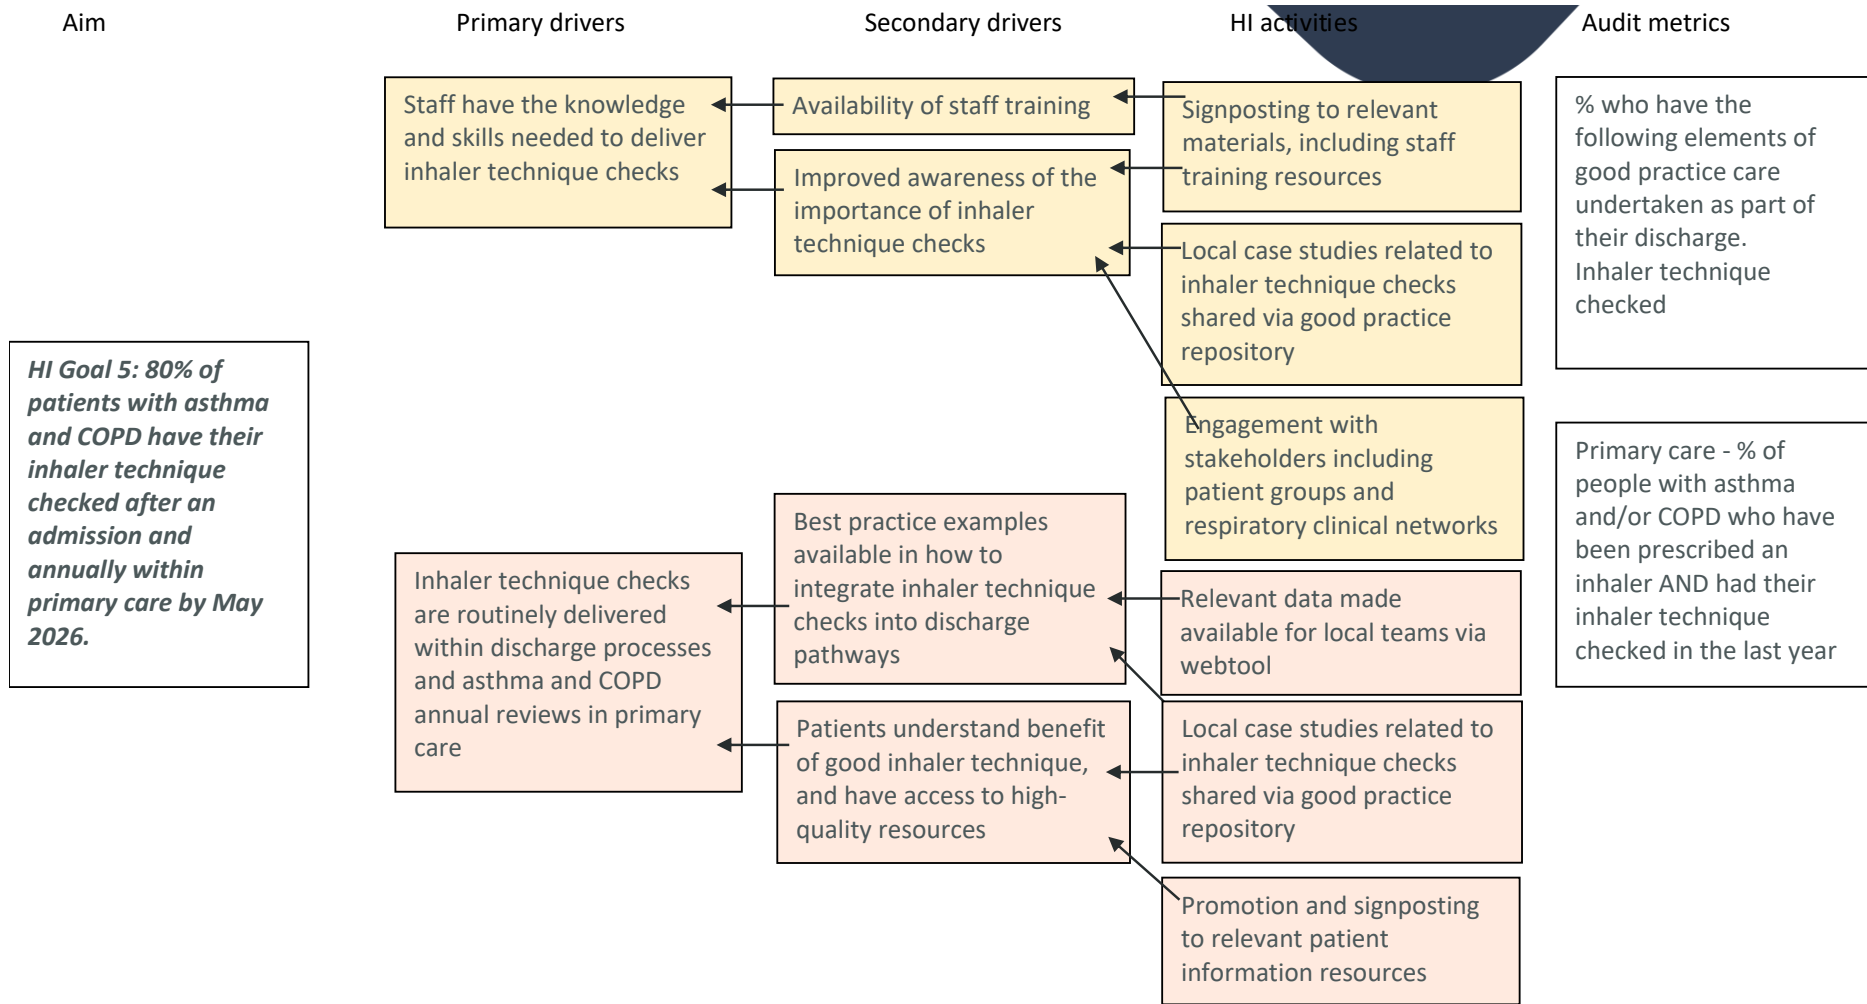 Aim
Primary drivers
Secondary drivers
HI activities
Audit metrics
HI Goal 5: 80% of
patients with asthma
and COPD have their
inhaler technique
checked after an
admission and
annually within
primary care by May
2026.
Staff have the knowledge
and skills needed to deliver
inhaler technique checks
Inhaler technique checks
are routinely delivered
within discharge processes
and asthma and COPD
annual reviews in primary
care
Availability of staff training
Improved awareness of the
importance of inhaler
technique checks
Best practice examples
available in how to
integrate inhaler technique
checks into discharge
pathways
Patients understand benefit
of good inhaler technique,
and have access to high-
quality resources
Signposting to relevant
materials, including staff
training resources
Local case studies related to
inhaler technique checks
shared via good practice
repository
Engagement with
stakeholders including
patient groups and
respiratory clinical networks
Relevant data made
available for local teams via
webtool
Local case studies related to
inhaler technique checks
shared via good practice
repository
Promotion and signposting
to relevant patient
information resources
% who have the
following elements of
good practice care
undertaken as part of
their discharge.
Inhaler technique
checked
Primary care - % of
people with asthma
and/or COPD who have
been prescribed an
inhaler AND had their
inhaler technique
checked in the last year